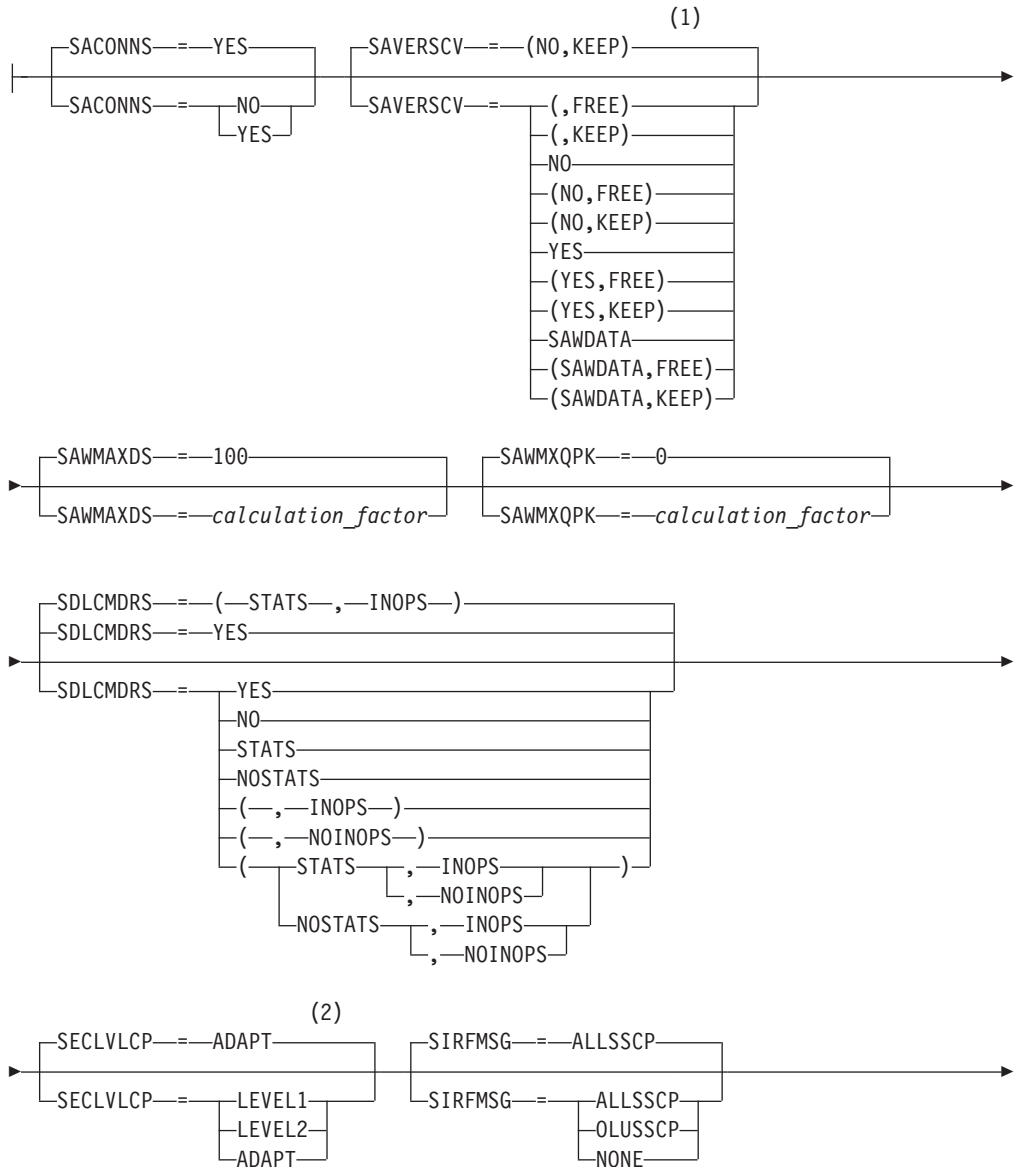 (1)
SACONNS = YES SAVERSCV = (NO,KEEP)
SACONNS = NO SAVERSCV = (,FREE)
YES (,KEEP)
NO
(NO,FREE)
(NO,KEEP)
YES
(YES,FREE)
(YES,KEEP)
SAWDATA
(SAWDATA,FREE)
(SAWDATA,KEEP)
SAWMAXDS = 100 SAWMXQPK = 0
SAWMAXDS = calculation_factor SAWMXQPK = calculation_factor
SDLCMDRS = ( STATS , INOPS )
SDLCMDRS = YES
SDLCMDRS = YES
NO
STATS
NOSTATS
( , INOPS )
( , NOINOPS )
( STATS , INOPS )
, NOINOPS
NOSTATS , INOPS
, NOINOPS
(2)
SECLVLCP = ADAPT SIRFMSG = ALLSSCP
SECLVLCP = LEVEL1 SIRFMSG = ALLSSCP
LEVEL2 OLUSSCP
ADAPT NONE